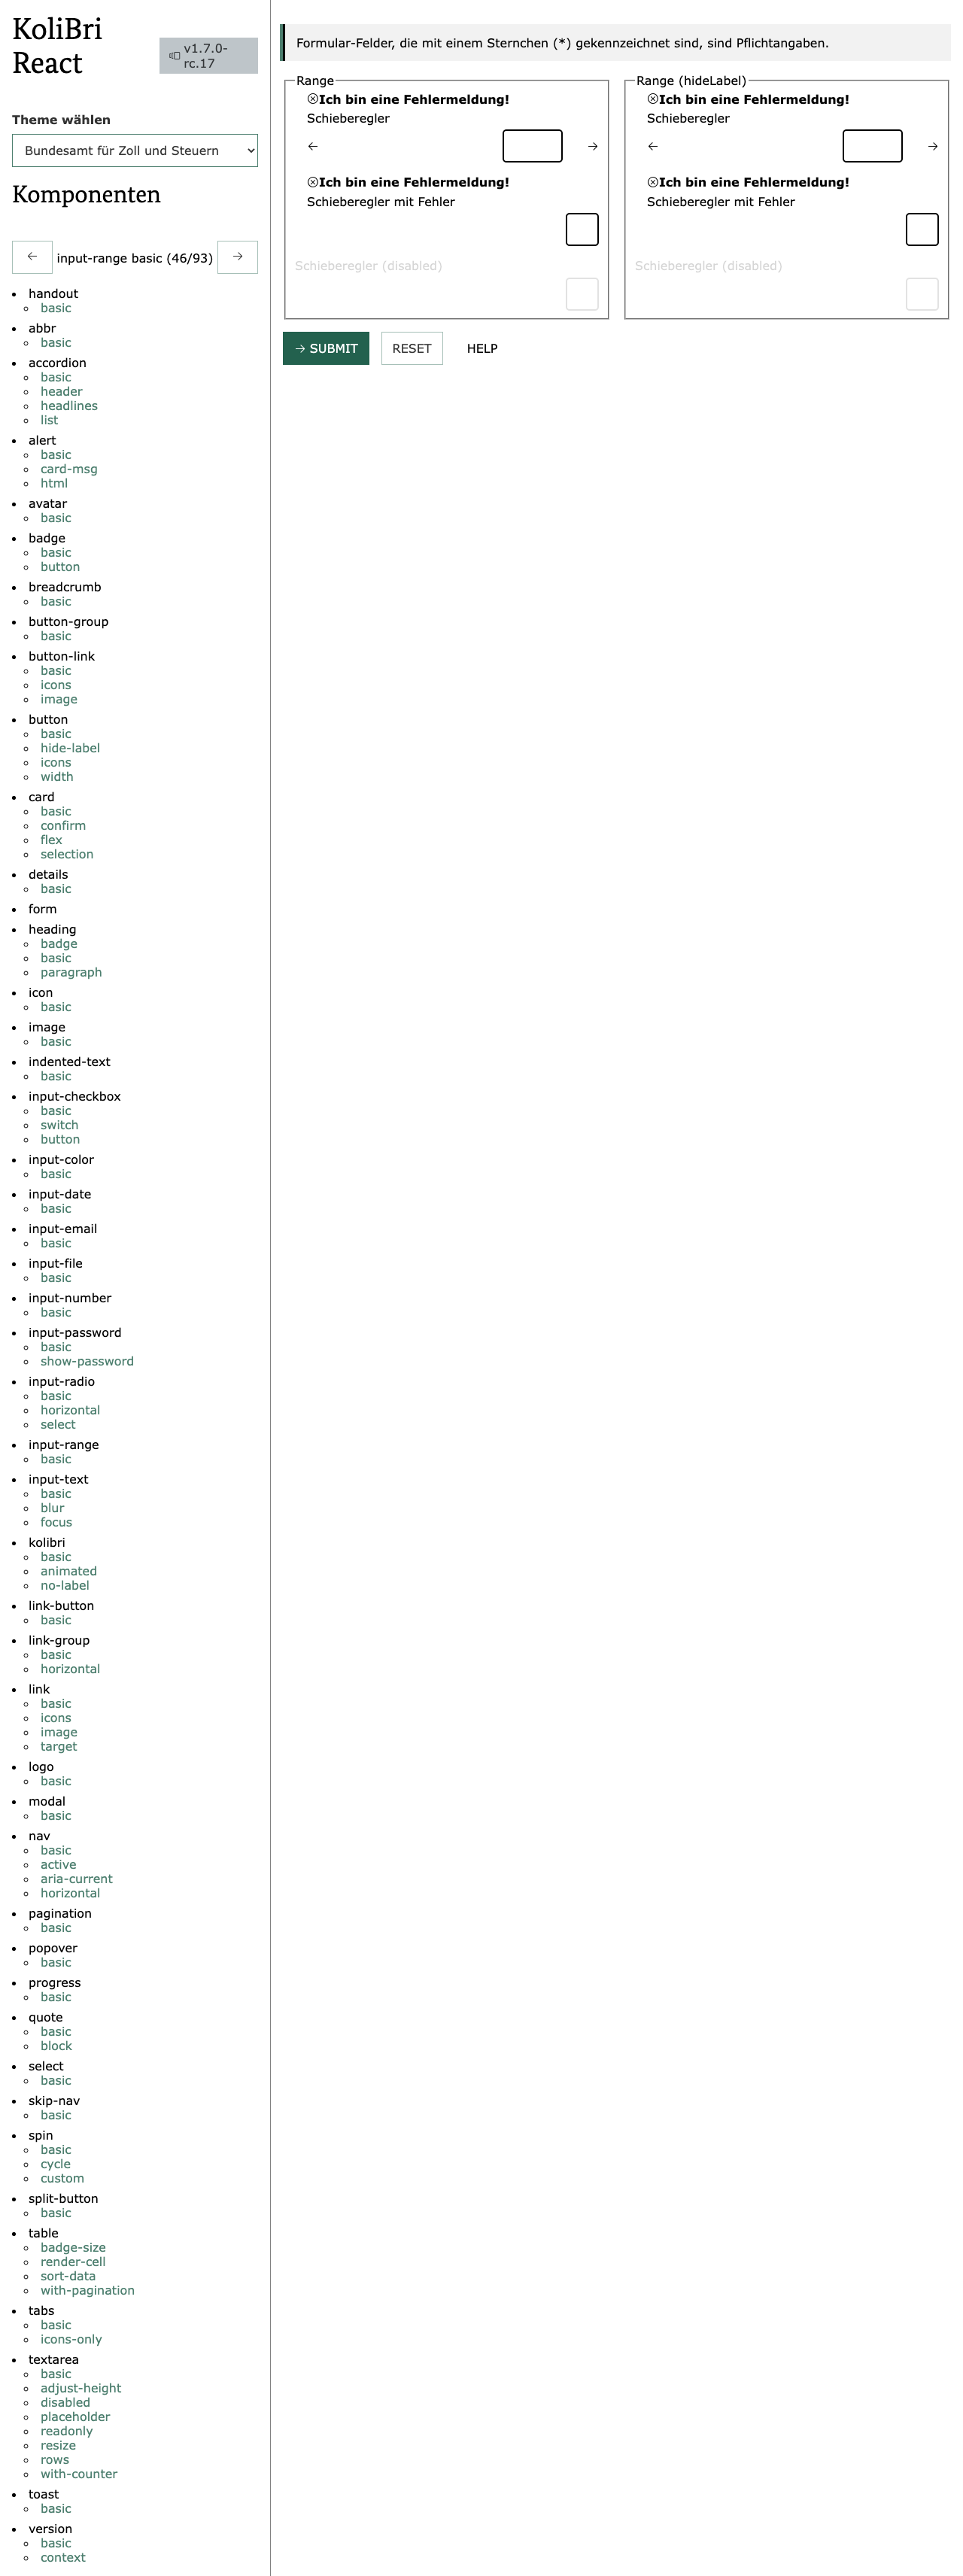 KoliBri
React
v1.7.0-
rc.17
Theme wählen
Bundesamt für Zoll und Steuern
Komponenten
← input-range basic (46/93) →
handout
basic
abbr
basic
accordion
basic
header
headlines
list
alert
basic
card-msg
html
avatar
basic
badge
basic
button
breadcrumb
basic
button-group
basic
button-link
basic
icons
image
button
basic
hide-label
icons
width
card
basic
confirm
flex
selection
details
basic
form
heading
badge
basic
paragraph
icon
basic
image
basic
indented-text
basic
input-checkbox
basic
switch
button
input-color
basic
input-date
basic
input-email
basic
input-file
basic
input-number
basic
input-password
basic
show-password
input-radio
basic
horizontal
select
input-range
basic
input-text
basic
blur
focus
kolibri
basic
animated
no-label
link-button
basic
link-group
basic
horizontal
link
basic
icons
image
target
logo
basic
modal
basic
nav
basic
active
aria-current
horizontal
pagination
basic
popover
basic
progress
basic
quote
basic
block
select
basic
skip-nav
basic
spin
basic
cycle
custom
split-button
basic
table
badge-size
render-cell
sort-data
with-pagination
tabs
basic
icons-only
textarea
basic
adjust-height
disabled
placeholder
readonly
resize
rows
with-counter
toast
basic
version
basic
context
Formular-Felder, die mit einem Sternchen (*) gekennzeichnet sind, sind Pflichtangaben.
Range
Ich bin eine Fehlermeldung!
Schieberegler
← →
Ich bin eine Fehlermeldung!
Schieberegler mit Fehler
Schieberegler (disabled)
Range (hideLabel)
Ich bin eine Fehlermeldung!
Schieberegler
← →
Ich bin eine Fehlermeldung!
Schieberegler mit Fehler
Schieberegler (disabled)
→ SUBMIT RESET HELP